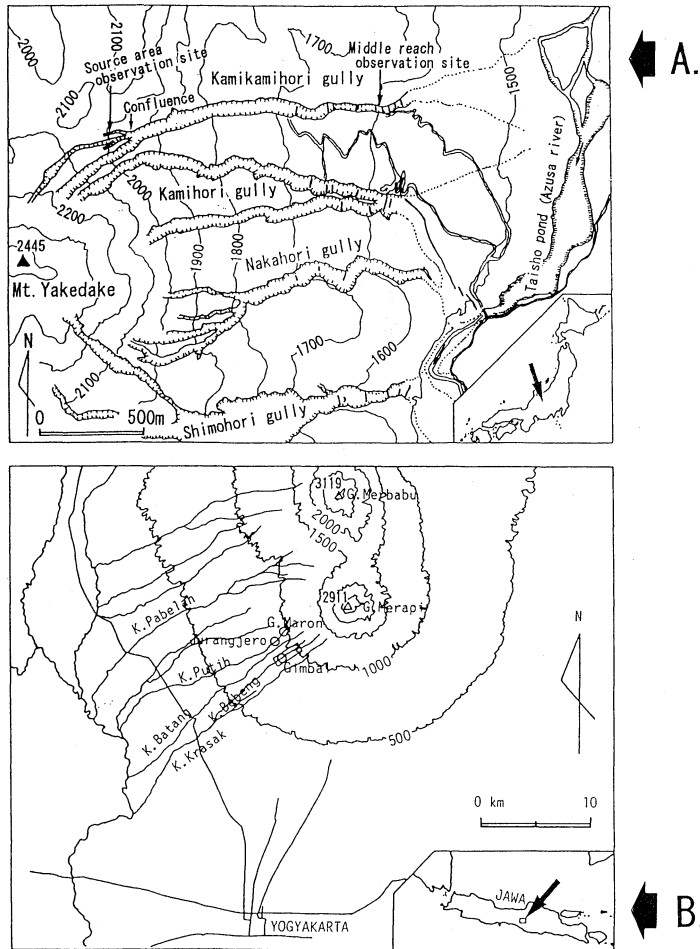 A.
2000
2100
1700
1500
Source area
observation site
Middle reach
observation site
Kamikamihori gully
Confluence
2100
2000
2200
Kamihori gully
2445
Mt. Yakedake
1900
1800
Nakahori gully
Taisho pond (Azusa river)
N
2100
1700
1600
0 500m
Shimohori gully
3119
G.Merbabu
2000
1500
2911
G.Merapi
K.Pabelan
G.Maron
Jurangjero
K.Putih
Gimbal
1000
K.Batang
K.Bebeng
K.Krasak
500
N
0 km 10
JAWA
YOGYAKARTA
B